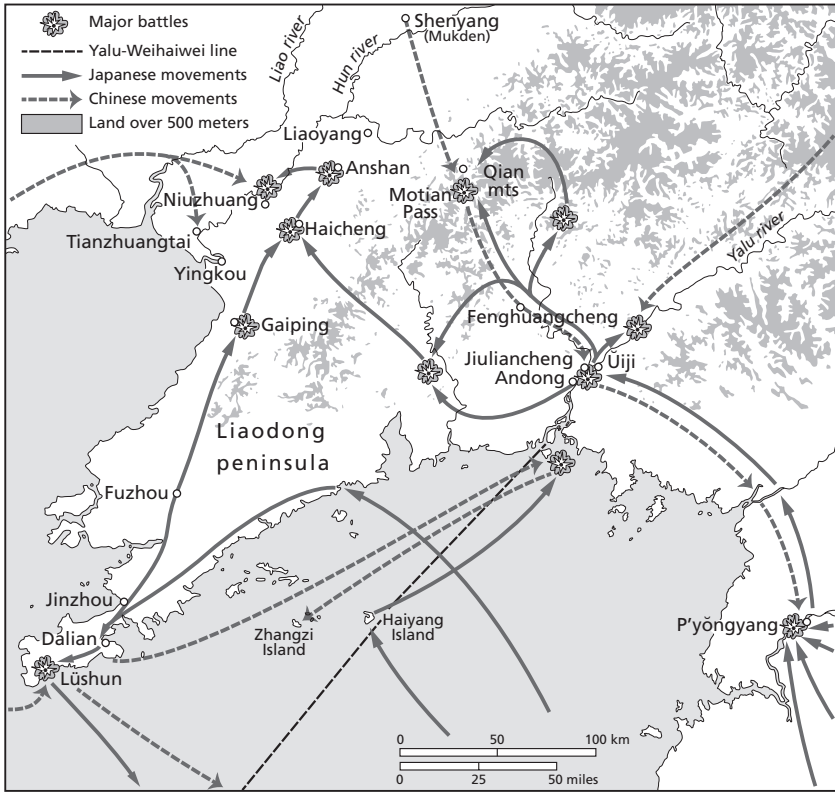 Major battles
Yalu-Weihaiwei line
Japanese movements
Chinese movements
Land over 500 meters
Liao river
Hun river
Shenyang
(Mukden)
Liaoyang
Anshan
Niuzhuang
Haicheng
Tianzhuangtai
Yingkou
Motian
Pass
Qian
mts
Yalu river
Gaiping
Fenghuangcheng
Jiuliancheng
Andong
Uiji
Liaodong
peninsula
Fuzhou
Jinzhou
Dalian
Lüshun
Zhangzi
Island
Haiyang
Island
P'yŏngyang
0 50 100 km
0 25 50 miles